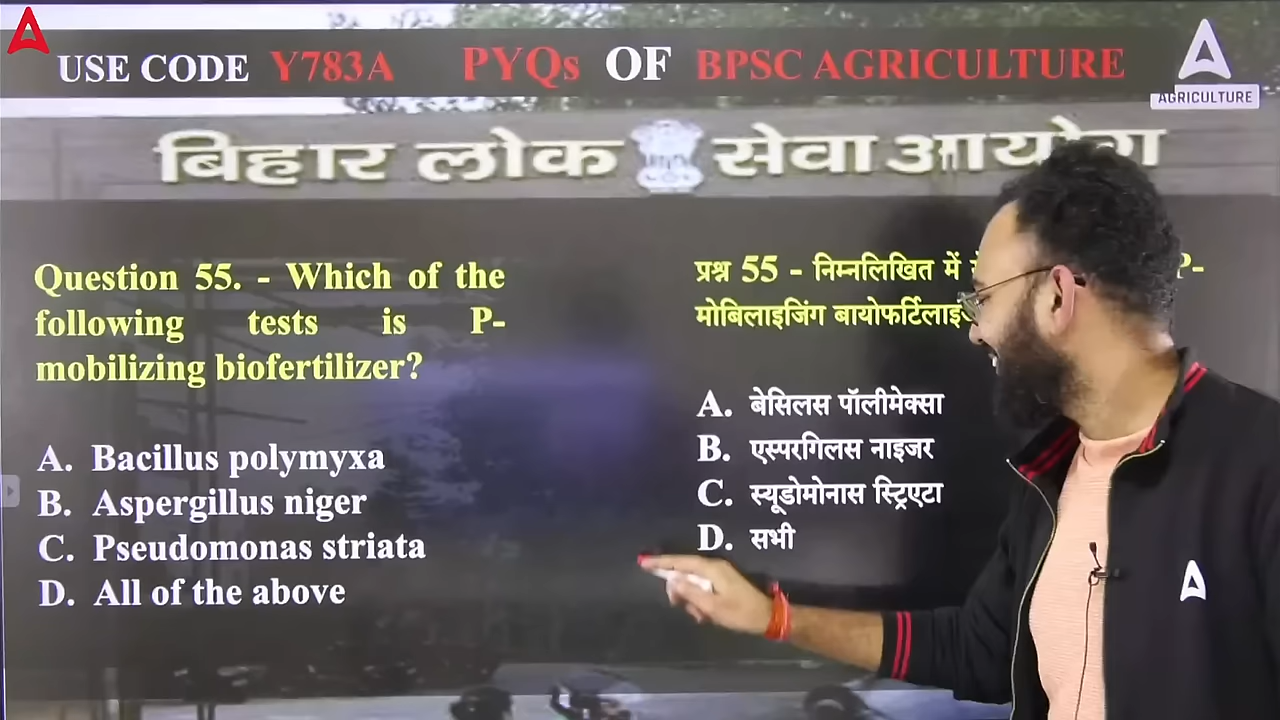 USE CODE Y783A PYQs OF BPSC AGRICULTURE
AGRICULTURE
बिहार लोक सेवा आयोग
Question 55. - Which of the
following tests is P-
mobilizing biofertilizer?
A. Bacillus polymyxa
B. Aspergillus niger
C. Pseudomonas striata
D. All of the above
प्रश्न 55 - निम्नलिखित में P-
मोबिलाइजिंग
A. बेसिलस पॉलीमेक्सा
B. एस्परगिलस नाइजर
C. स्यूडोमोनास स्ट्रिएटा
D. सभी